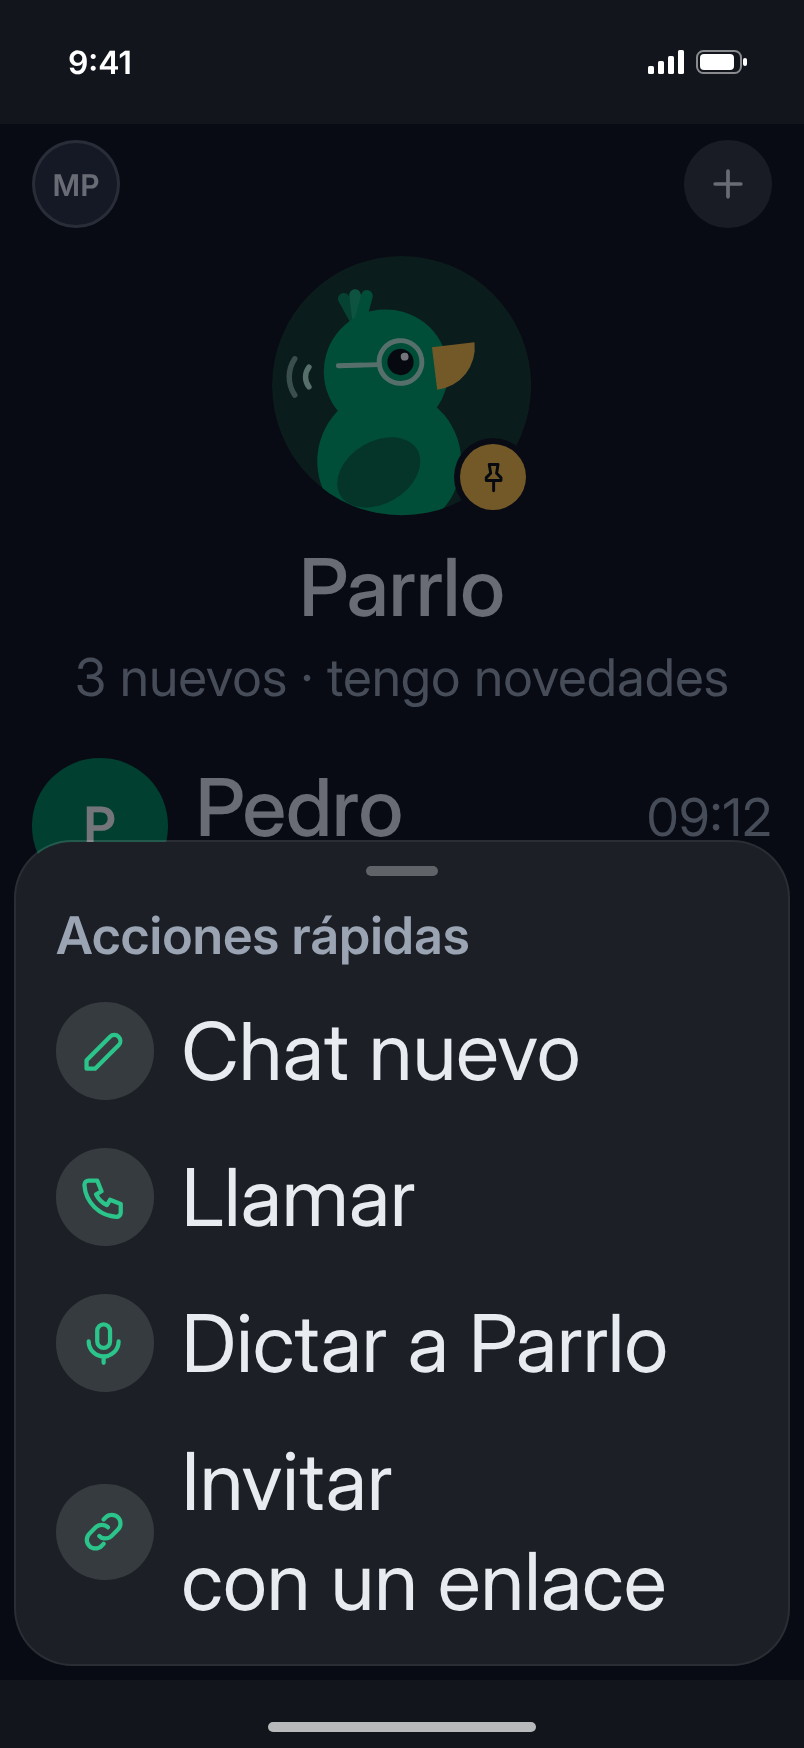 9:41
MP
Parrlo
3 nuevos · tengo novedades
P
Pedro
09:12
Acciones rápidas
Chat nuevo
Llamar
Dictar a Parrlo
Invitar
con un enlace